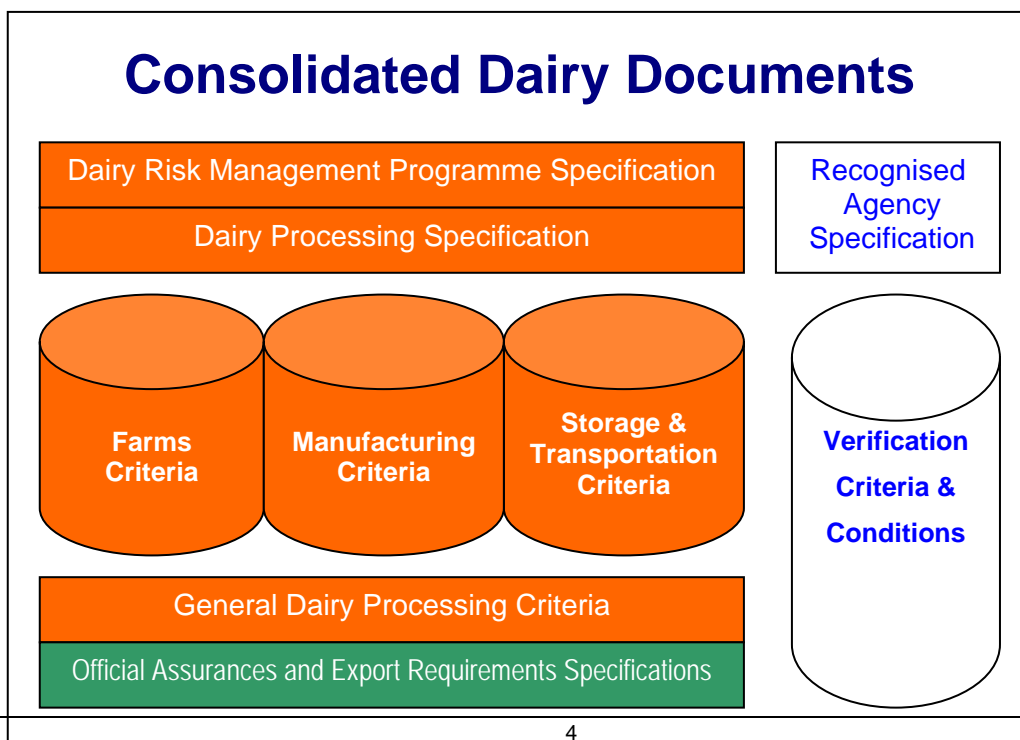 Consolidated Dairy Documents
Dairy Risk Management Programme Specification
Dairy Processing Specification
Recognised
Agency
Specification
Farms
Criteria
Manufacturing
Criteria
Storage &
Transportation
Criteria
Verification
Criteria &
Conditions
General Dairy Processing Criteria
Official Assurances and Export Requirements Specifications
4